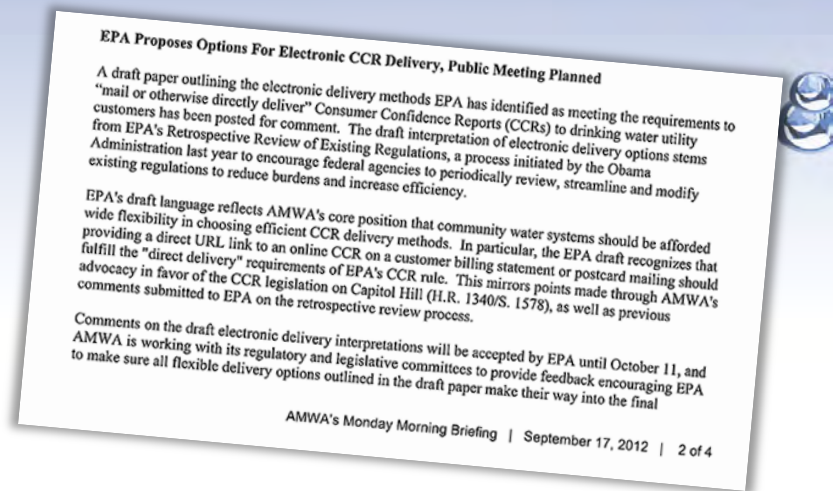 EPA Proposes Options For Electronic CCR Delivery, Public Meeting Planned
A draft paper outlining the electronic delivery methods EPA has identified as meeting the requirements to
"mail or otherwise directly deliver" Consumer Confidence Reports (CCRs) to drinking water utility
customers has been posted for comment. The draft interpretation of electronic delivery options stems
from EPA's Retrospective Review of Existing Regulations, a process initiated by the Obama
Administration last year to encourage federal agencies to periodically review, streamline and modify
existing regulations to reduce burdens and increase efficiency.
EPA's draft language reflects AMWA's core position that community water systems should be afforded
wide flexibility in choosing efficient CCR delivery methods. In particular, the EPA draft recognizes that
providing a direct URL link to an online CCR on a customer billing statement or postcard mailing should
fulfill the "direct delivery" requirements of EPA's CCR rule. This mirrors points made through AMWA's
advocacy in favor of the CCR legislation on Capitol Hill (H.R. 1340/S. 1578), as well as previous
comments submitted to EPA on the retrospective review process.
Comments on the draft electronic delivery interpretations will be accepted by EPA until October 11, and
AMWA is working with its regulatory and legislative committees to provide feedback encouraging EPA
to make sure all flexible delivery options outlined in the draft paper make their way into the final
AMWA's Monday Morning Briefing | September 17, 2012 | 2 of 4